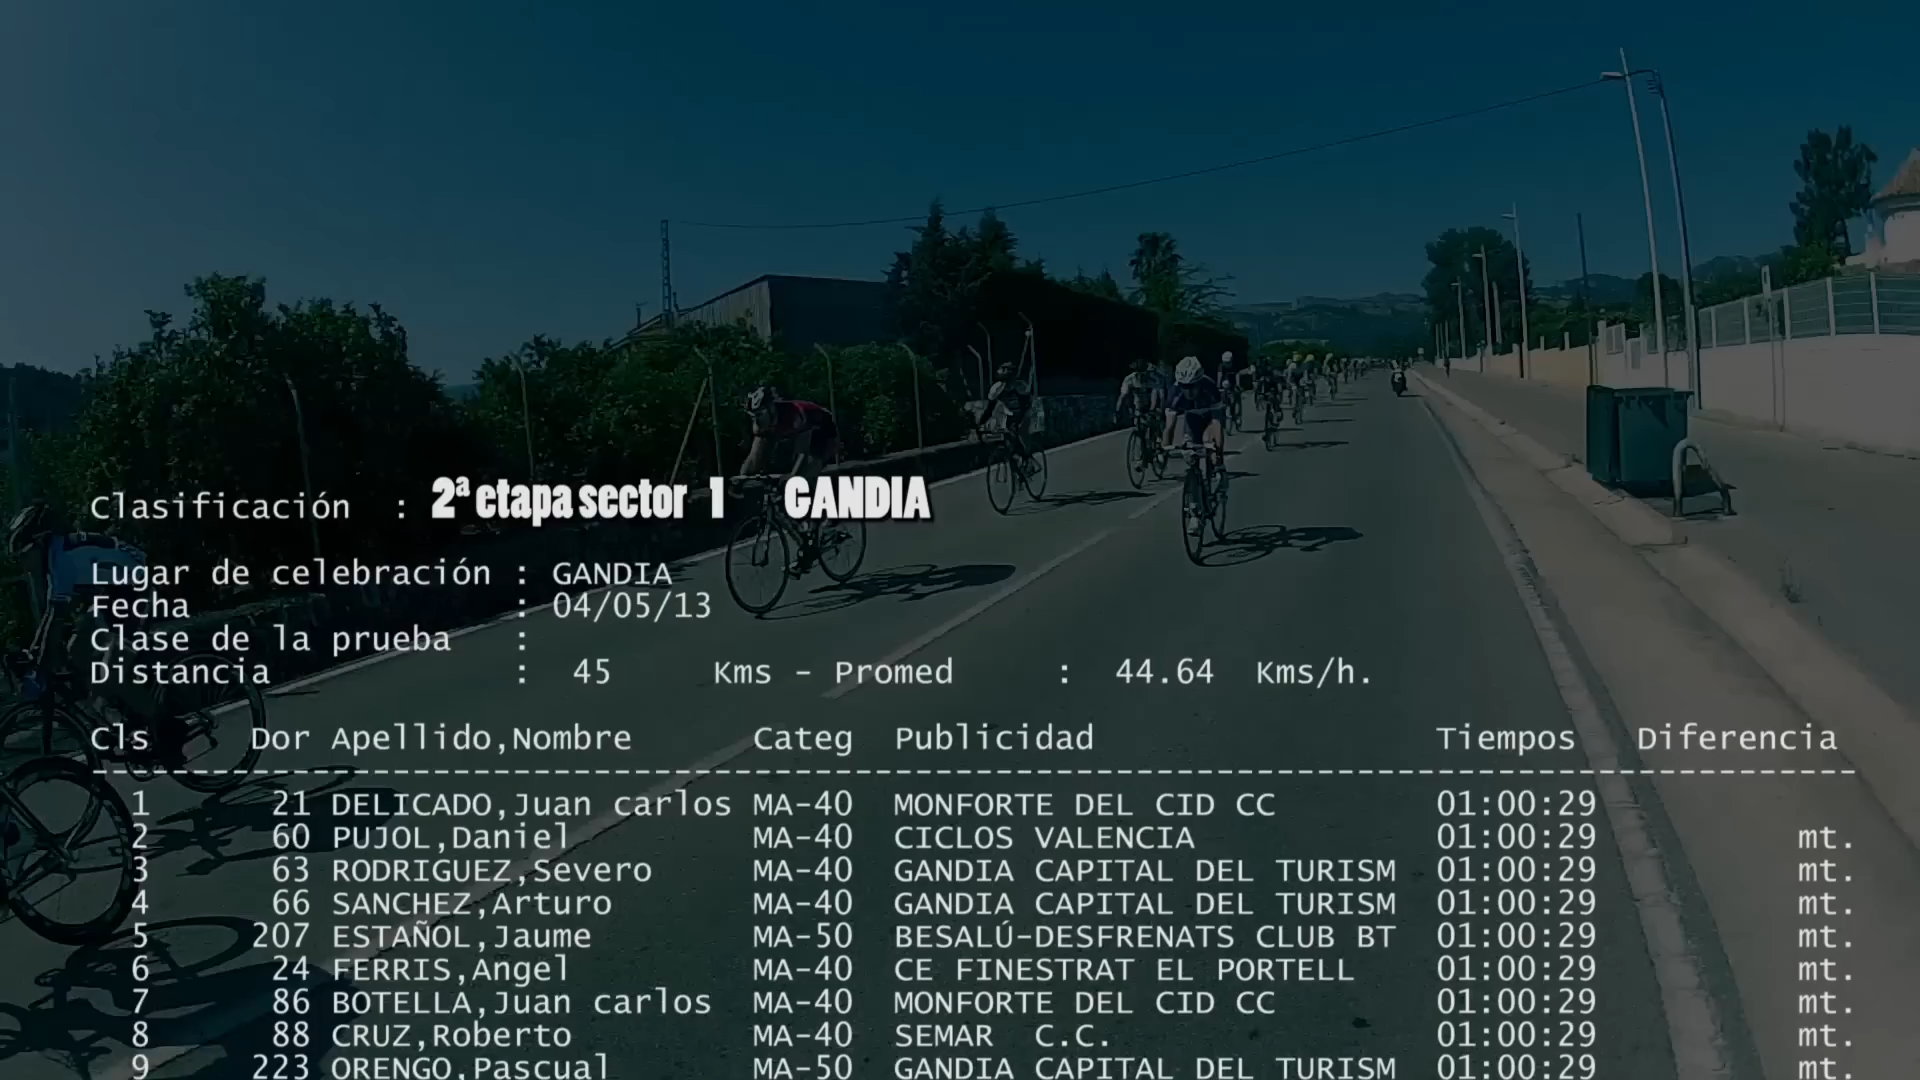 Clasificación : 2ª etapa sector 1 GANDIA
Lugar de celebración : GANDIA
Fecha : 04/05/13
Clase de la prueba :
Distancia : 45 Kms - Promed : 44.64 Kms/h.
Cls Dor Apellido,Nombre Categ Publicidad Tiempos Diferencia
1 21 DELICADO,Juan carlos MA-40 MONFORTE DEL CID CC 01:00:29
2 60 PUJOL,Daniel MA-40 CICLOS VALENCIA 01:00:29 mt.
3 63 RODRIGUEZ,Severo MA-40 GANDIA CAPITAL DEL TURISM 01:00:29 mt.
4 66 SANCHEZ,Arturo MA-40 GANDIA CAPITAL DEL TURISM 01:00:29 mt.
5 207 ESTAÑOL,Jaume MA-50 BESALÚ-DESFRENATS CLUB BT 01:00:29 mt.
6 24 FERRIS,Angel MA-40 CE FINESTRAT EL PORTELL 01:00:29 mt.
7 86 BOTELLA,Juan carlos MA-40 MONFORTE DEL CID CC 01:00:29 mt.
8 88 CRUZ,Roberto MA-40 SEMAR C.C. 01:00:29 mt.
9 223 ORENGO,Pascual MA-50 GANDIA CAPITAL DEL TURISM 01:00:29 mt.